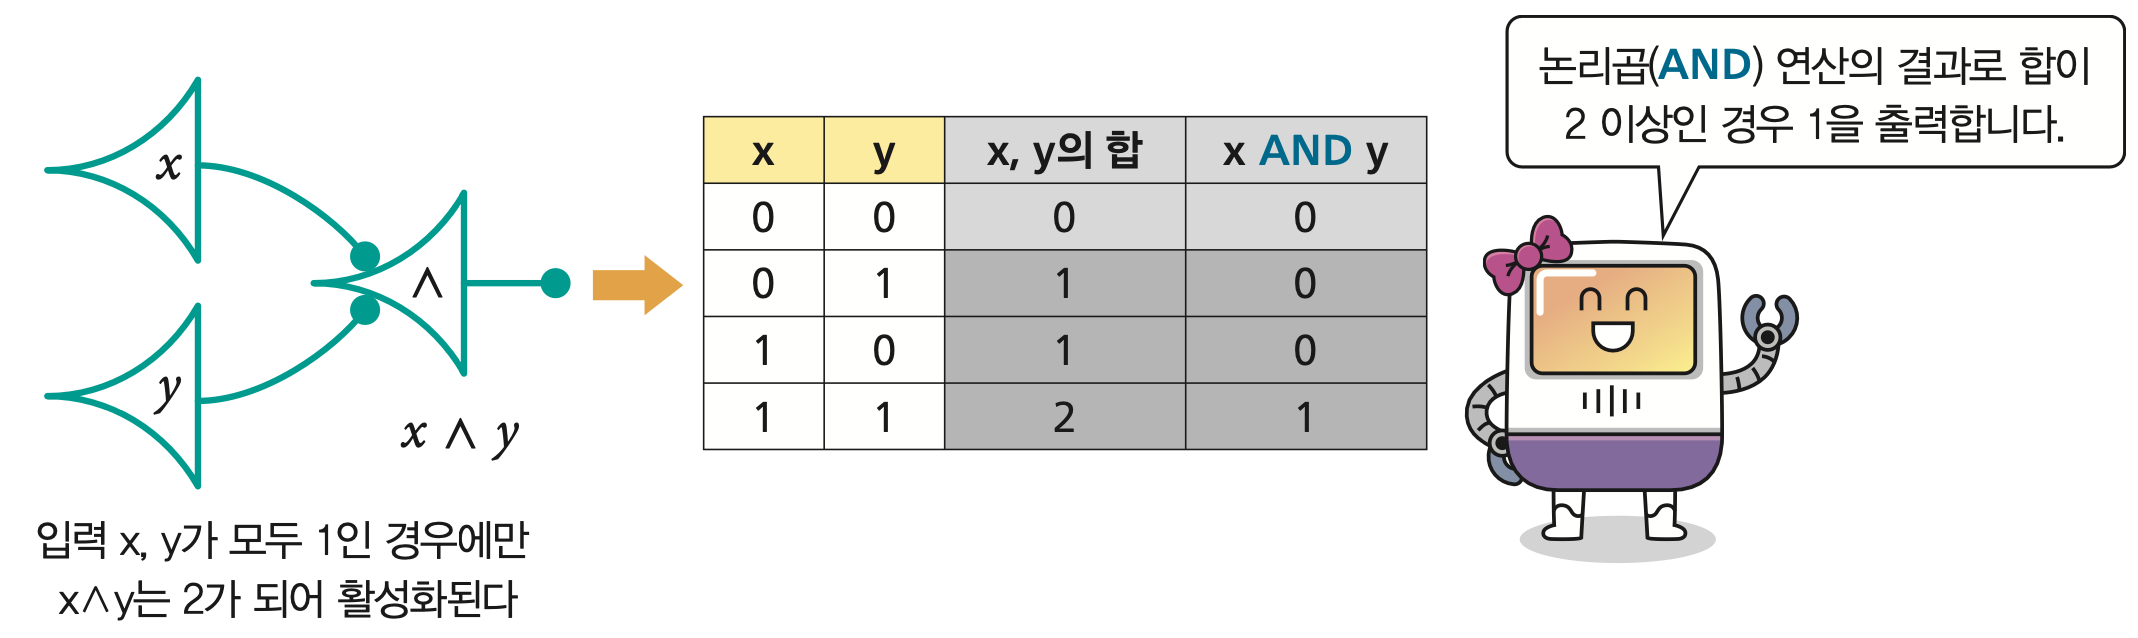 x
y
∧
x ∧ y
입력 x, y가 모두 1인 경우에만
x∧y는 2가 되어 활성화된다
x y x, y의 합 x AND y
0 0 0 0
0 1 1 0
1 0 1 0
1 1 2 1
논리곱(AND) 연산의 결과로 합이
2 이상인 경우 1을 출력합니다.